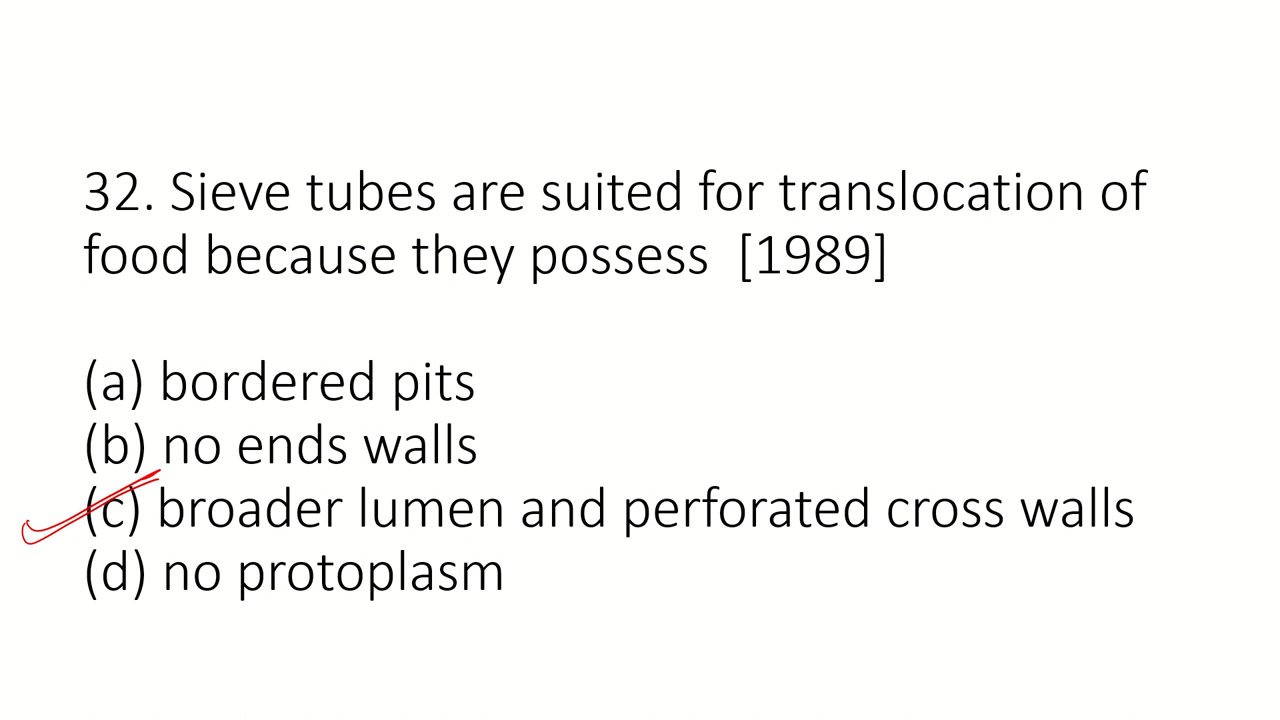 32. Sieve tubes are suited for translocation of
food because they possess  [1989]
(a) bordered pits
(b) no ends walls
(c) broader lumen and perforated cross walls
(d) no protoplasm